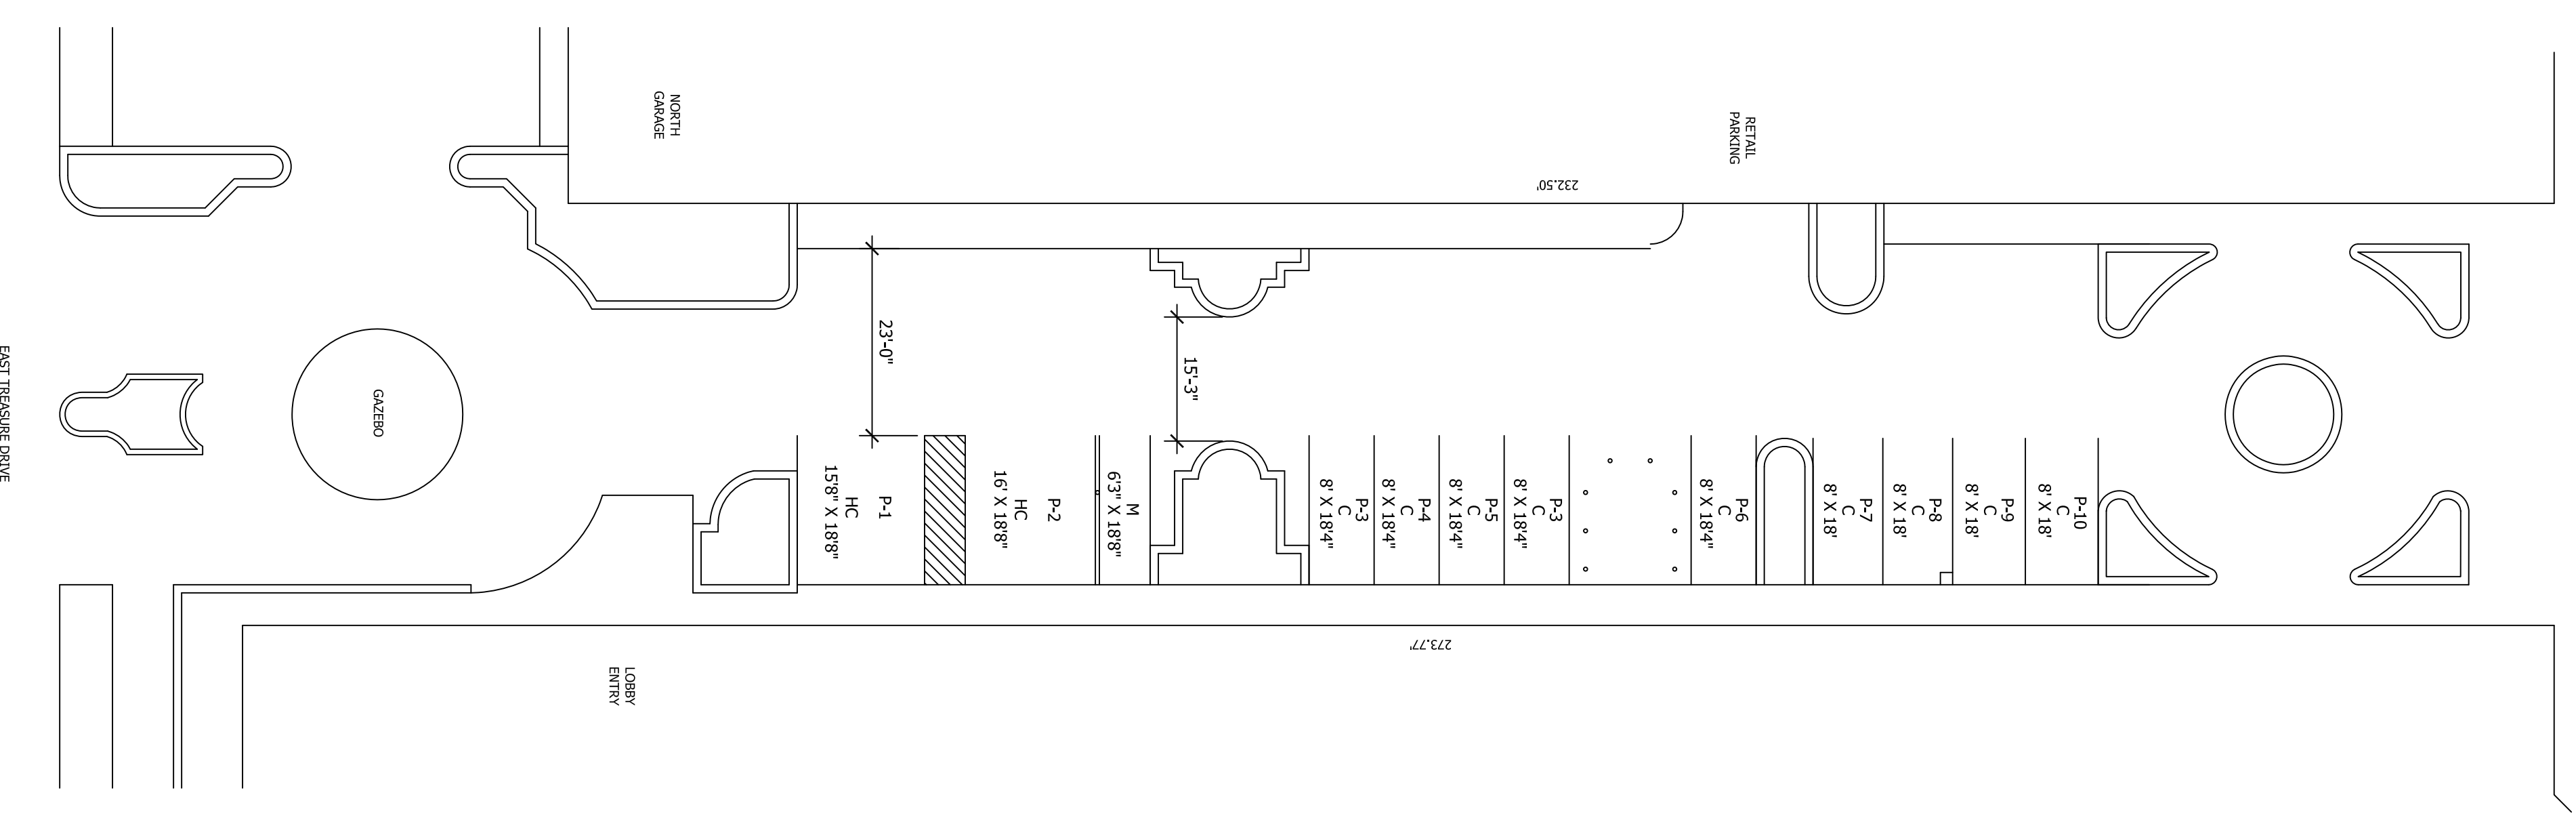 EAST TREASURE DRIVE
NORTH
GARAGE
RETAIL
PARKING
232.50'
23'-0"
15'-3"
GAZEBO
P-1
HC
15'8" X 18'8"
P-2
HC
16' X 18'8"
M
6'3" X 18'8"
P-3
C
8' X 18'4"
P-4
C
8' X 18'4"
P-5
C
8' X 18'4"
P-3
C
8' X 18'4"
P-6
C
8' X 18'4"
P-7
C
8' X 18'
P-8
C
8' X 18'
P-9
C
8' X 18'
P-10
C
8' X 18'
273.77'
LOBBY
ENTRY